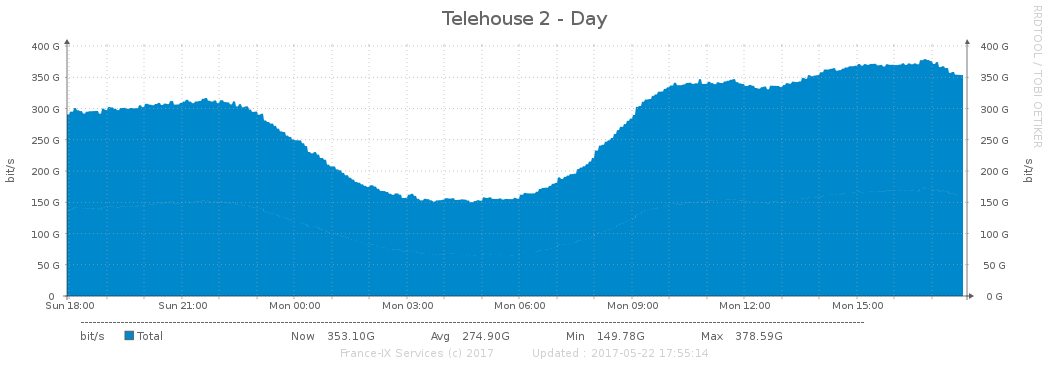 Telehouse 2 - Day
RRDTOOL / TOBI OETIKER
bit/s
400 G 400 G
350 G 350 G
300 G 300 G
250 G 250 G
200 G 200 G
150 G 150 G
100 G 100 G
50 G 50 G
0 0 G
bit/s
Sun 18:00 Sun 21:00 Mon 00:00 Mon 03:00 Mon 06:00 Mon 09:00 Mon 12:00 Mon 15:00
bit/s Total Now 353.10G Avg 274.90G Min 149.78G Max 378.59G
France-IX Services (c) 2017 Updated : 2017-05-22 17:55:14